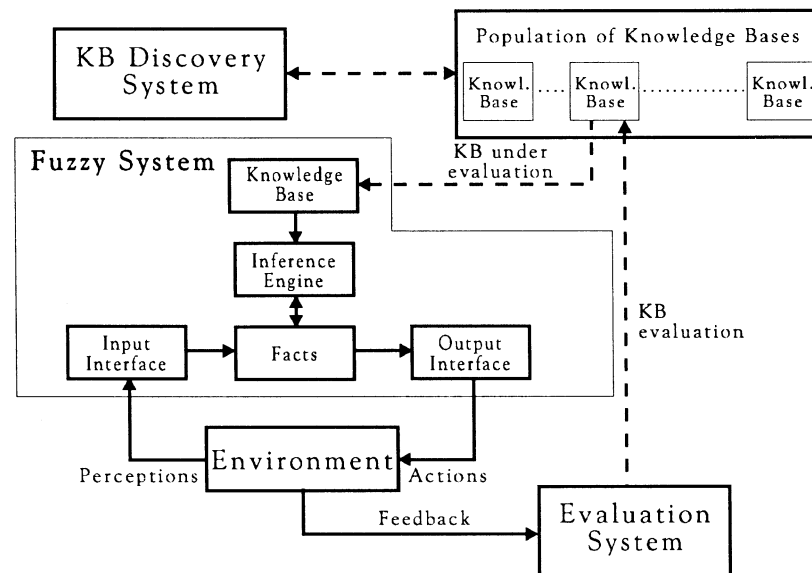 KB Discovery
System
Population of Knowledge Bases
Knowl.
Base
Knowl.
Base
Knowl.
Base
KB under
evaluation
Fuzzy System
Knowledge
Base
Inference
Engine
Input
Interface
Facts
Output
Interface
KB
evaluation
Environment
Perceptions
Actions
Feedback
Evaluation
System